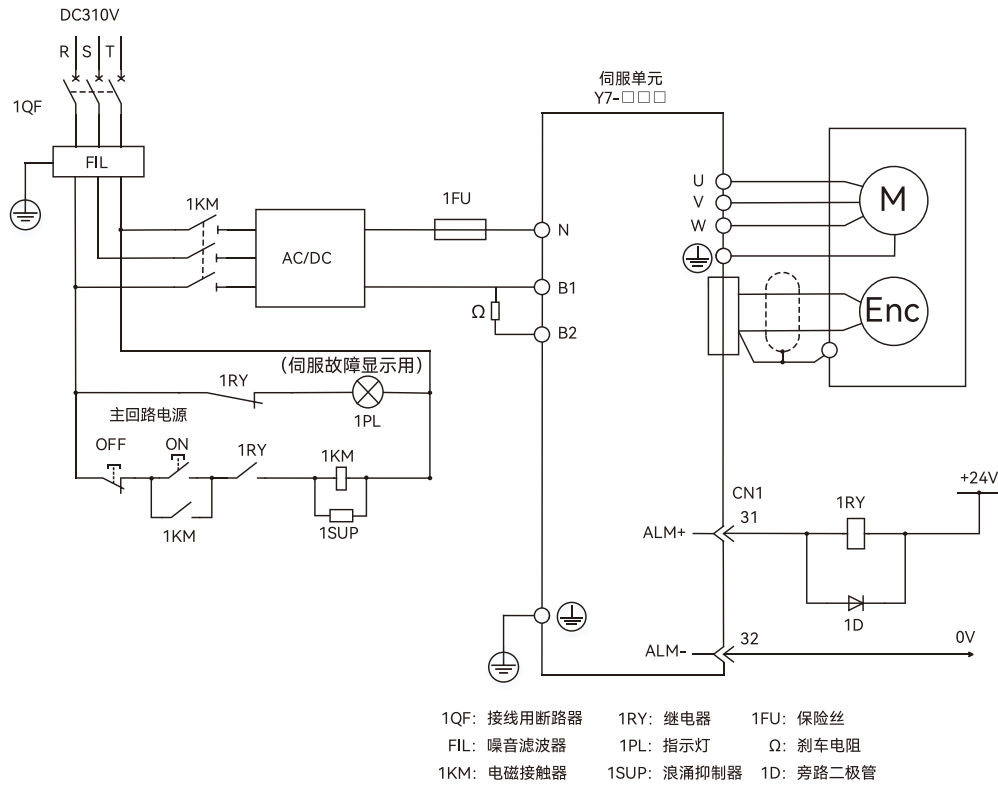 DC310V
R S T
1QF
FIL
伺服单元
Y7-□□□
1KM
AC/DC
1FU
N
B1
Ω
B2
U
V
W
M
Enc
(伺服故障显示用)
1RY
1PL
主回路电源
OFF
ON
1RY
1KM
1KM
1SUP
CN1
+24V
ALM+
31
1RY
1D
ALM-
32
0V
1QF: 接线用断路器 1RY: 继电器 1FU: 保险丝
FIL: 噪音滤波器 1PL: 指示灯 Ω: 刹车电阻
1KM: 电磁接触器 1SUP: 浪涌抑制器 1D: 旁路二极管